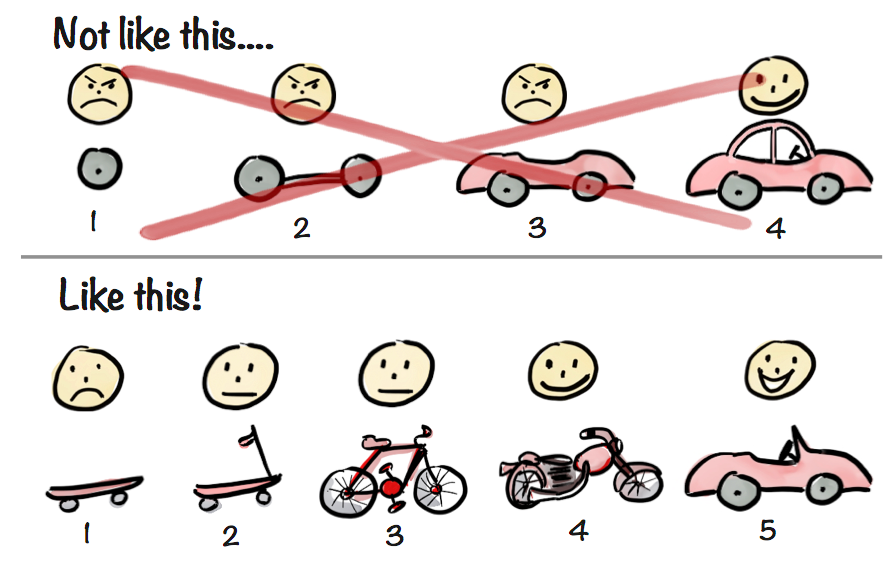 Not like this....
1 2 3 4
Like this!
1 2 3 4 5